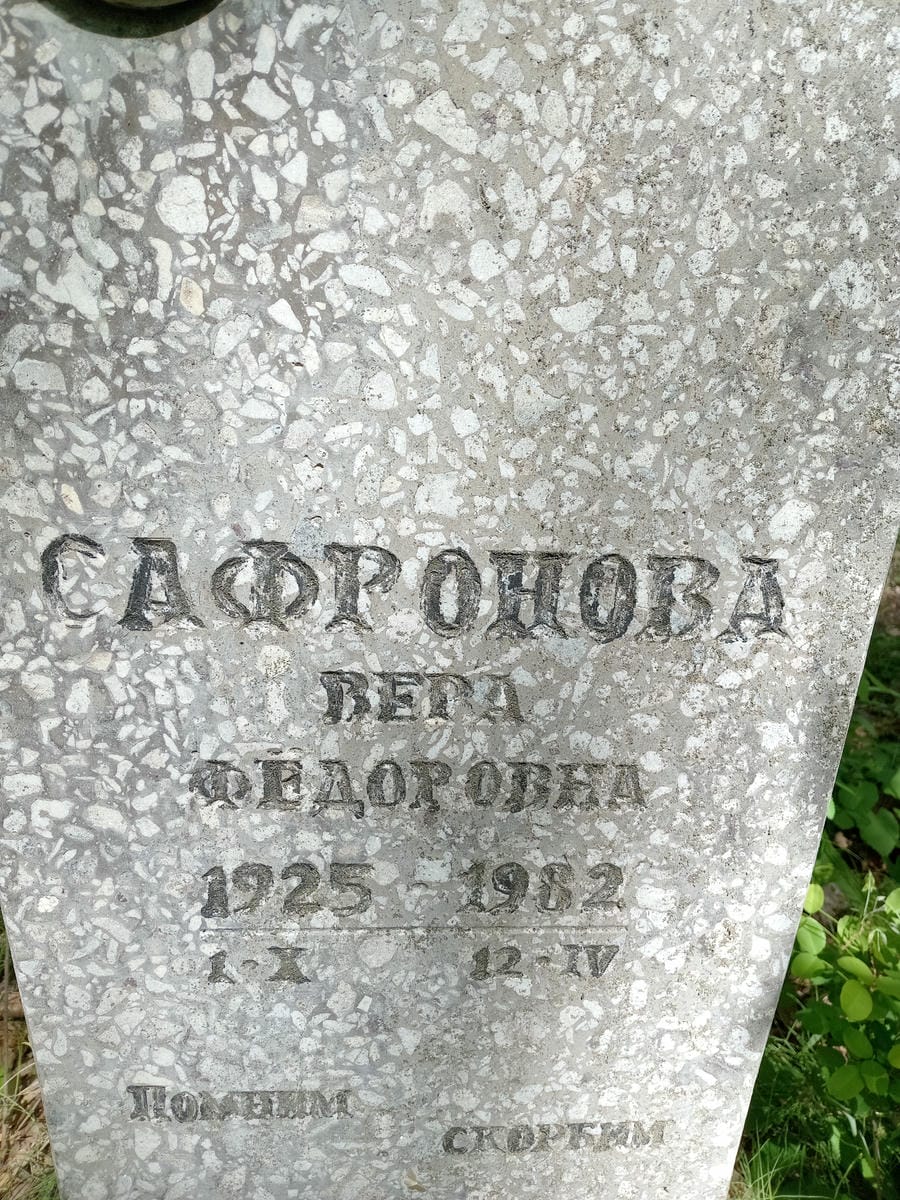 САФРОНОВА
ВЕРА
ФЁДОРОВНА
1925 - 1982
1-X 12-IV
Помним
скорбим